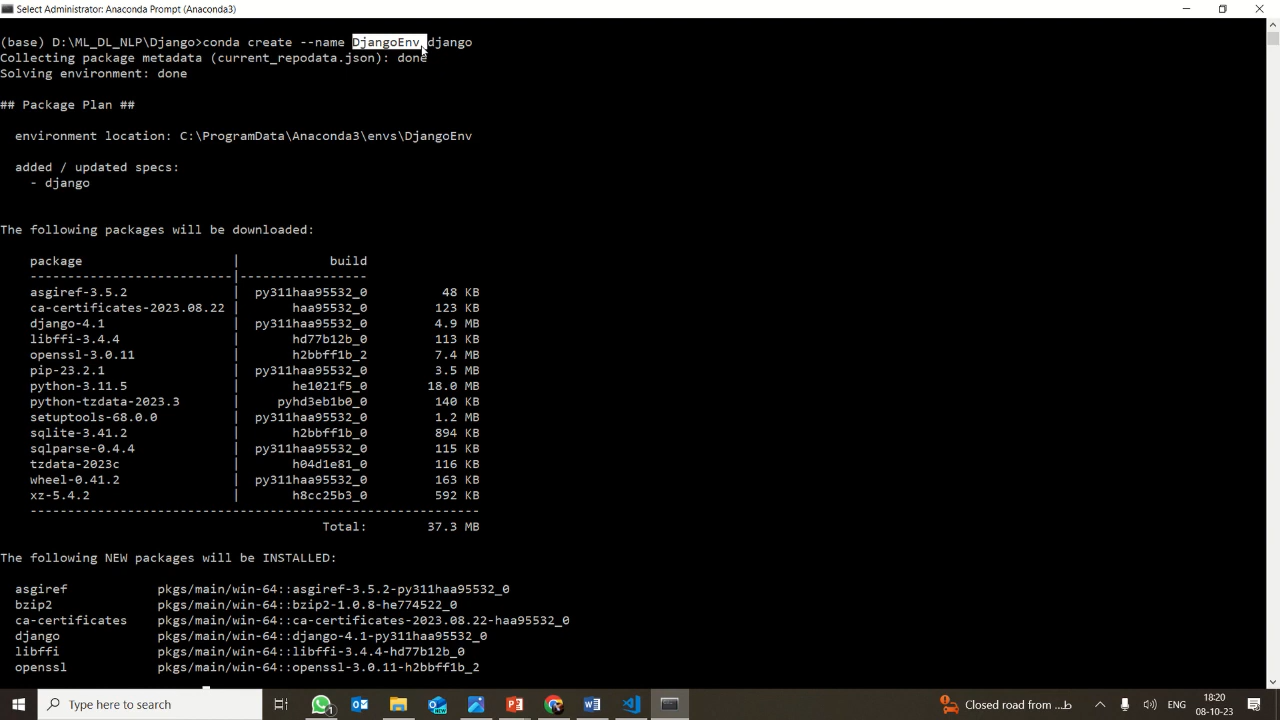 Select Administrator: Anaconda Prompt (Anaconda3)
(base) D:\ML_DL_NLP\Django>conda create --name DjangoEnv django
Collecting package metadata (current_repodata.json): done
Solving environment: done
## Package Plan ##
environment location: C:\ProgramData\Anaconda3\envs\DjangoEnv
added / updated specs:
- django
The following packages will be downloaded:
package | build
---------------------------|-----------------
asgiref-3.5.2 | py311haa95532_0 48 KB
ca-certificates-2023.08.22 | haa95532_0 123 KB
django-4.1 | py311haa95532_0 4.9 MB
libffi-3.4.4 | hd77b12b_0 113 KB
openssl-3.0.11 | h2bbff1b_2 7.4 MB
pip-23.2.1 | py311haa95532_0 3.5 MB
python-3.11.5 | he1021f5_0 18.0 MB
python-tzdata-2023.3 | pyhd3eb1b0_0 140 KB
setuptools-68.0.0 | py311haa95532_0 1.2 MB
sqlite-3.41.2 | h2bbff1b_0 894 KB
sqlparse-0.4.4 | py311haa95532_0 115 KB
tzdata-2023c | h04d1e81_0 116 KB
wheel-0.41.2 | py311haa95532_0 163 KB
xz-5.4.2 | h8cc25b3_0 592 KB
------------------------------------------------------------
Total: 37.3 MB
The following NEW packages will be INSTALLED:
asgiref pkgs/main/win-64::asgiref-3.5.2-py311haa95532_0
bzip2 pkgs/main/win-64::bzip2-1.0.8-he774522_0
ca-certificates pkgs/main/win-64::ca-certificates-2023.08.22-haa95532_0
django pkgs/main/win-64::django-4.1-py311haa95532_0
libffi pkgs/main/win-64::libffi-3.4.4-hd77b12b_0
openssl pkgs/main/win-64::openssl-3.0.11-h2bbff1b_2
Type here to search
1
NEW
Closed road from ...
ENG
18:20
08-10-23